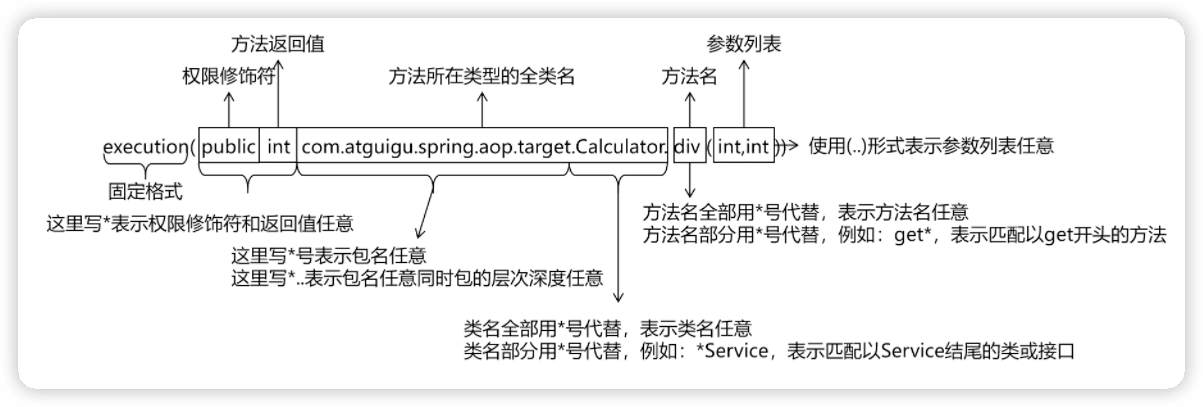 方法返回值
参数列表
权限修饰符
方法所在类型的全类名
方法名
execution(public int com.atguigu.spring.aop.target.Calculator.div(int,int))
使用(..)形式表示参数列表任意
固定格式
这里写*表示权限修饰符和返回值任意
方法名全部用*号代替，表示方法名任意
方法名部分用*号代替，例如：get*，表示匹配以get开头的方法
这里写*号表示包名任意
这里写*..表示包名任意同时包的层次深度任意
类名全部用*号代替，表示类名任意
类名部分用*号代替，例如：*Service，表示匹配以Service结尾的类或接口